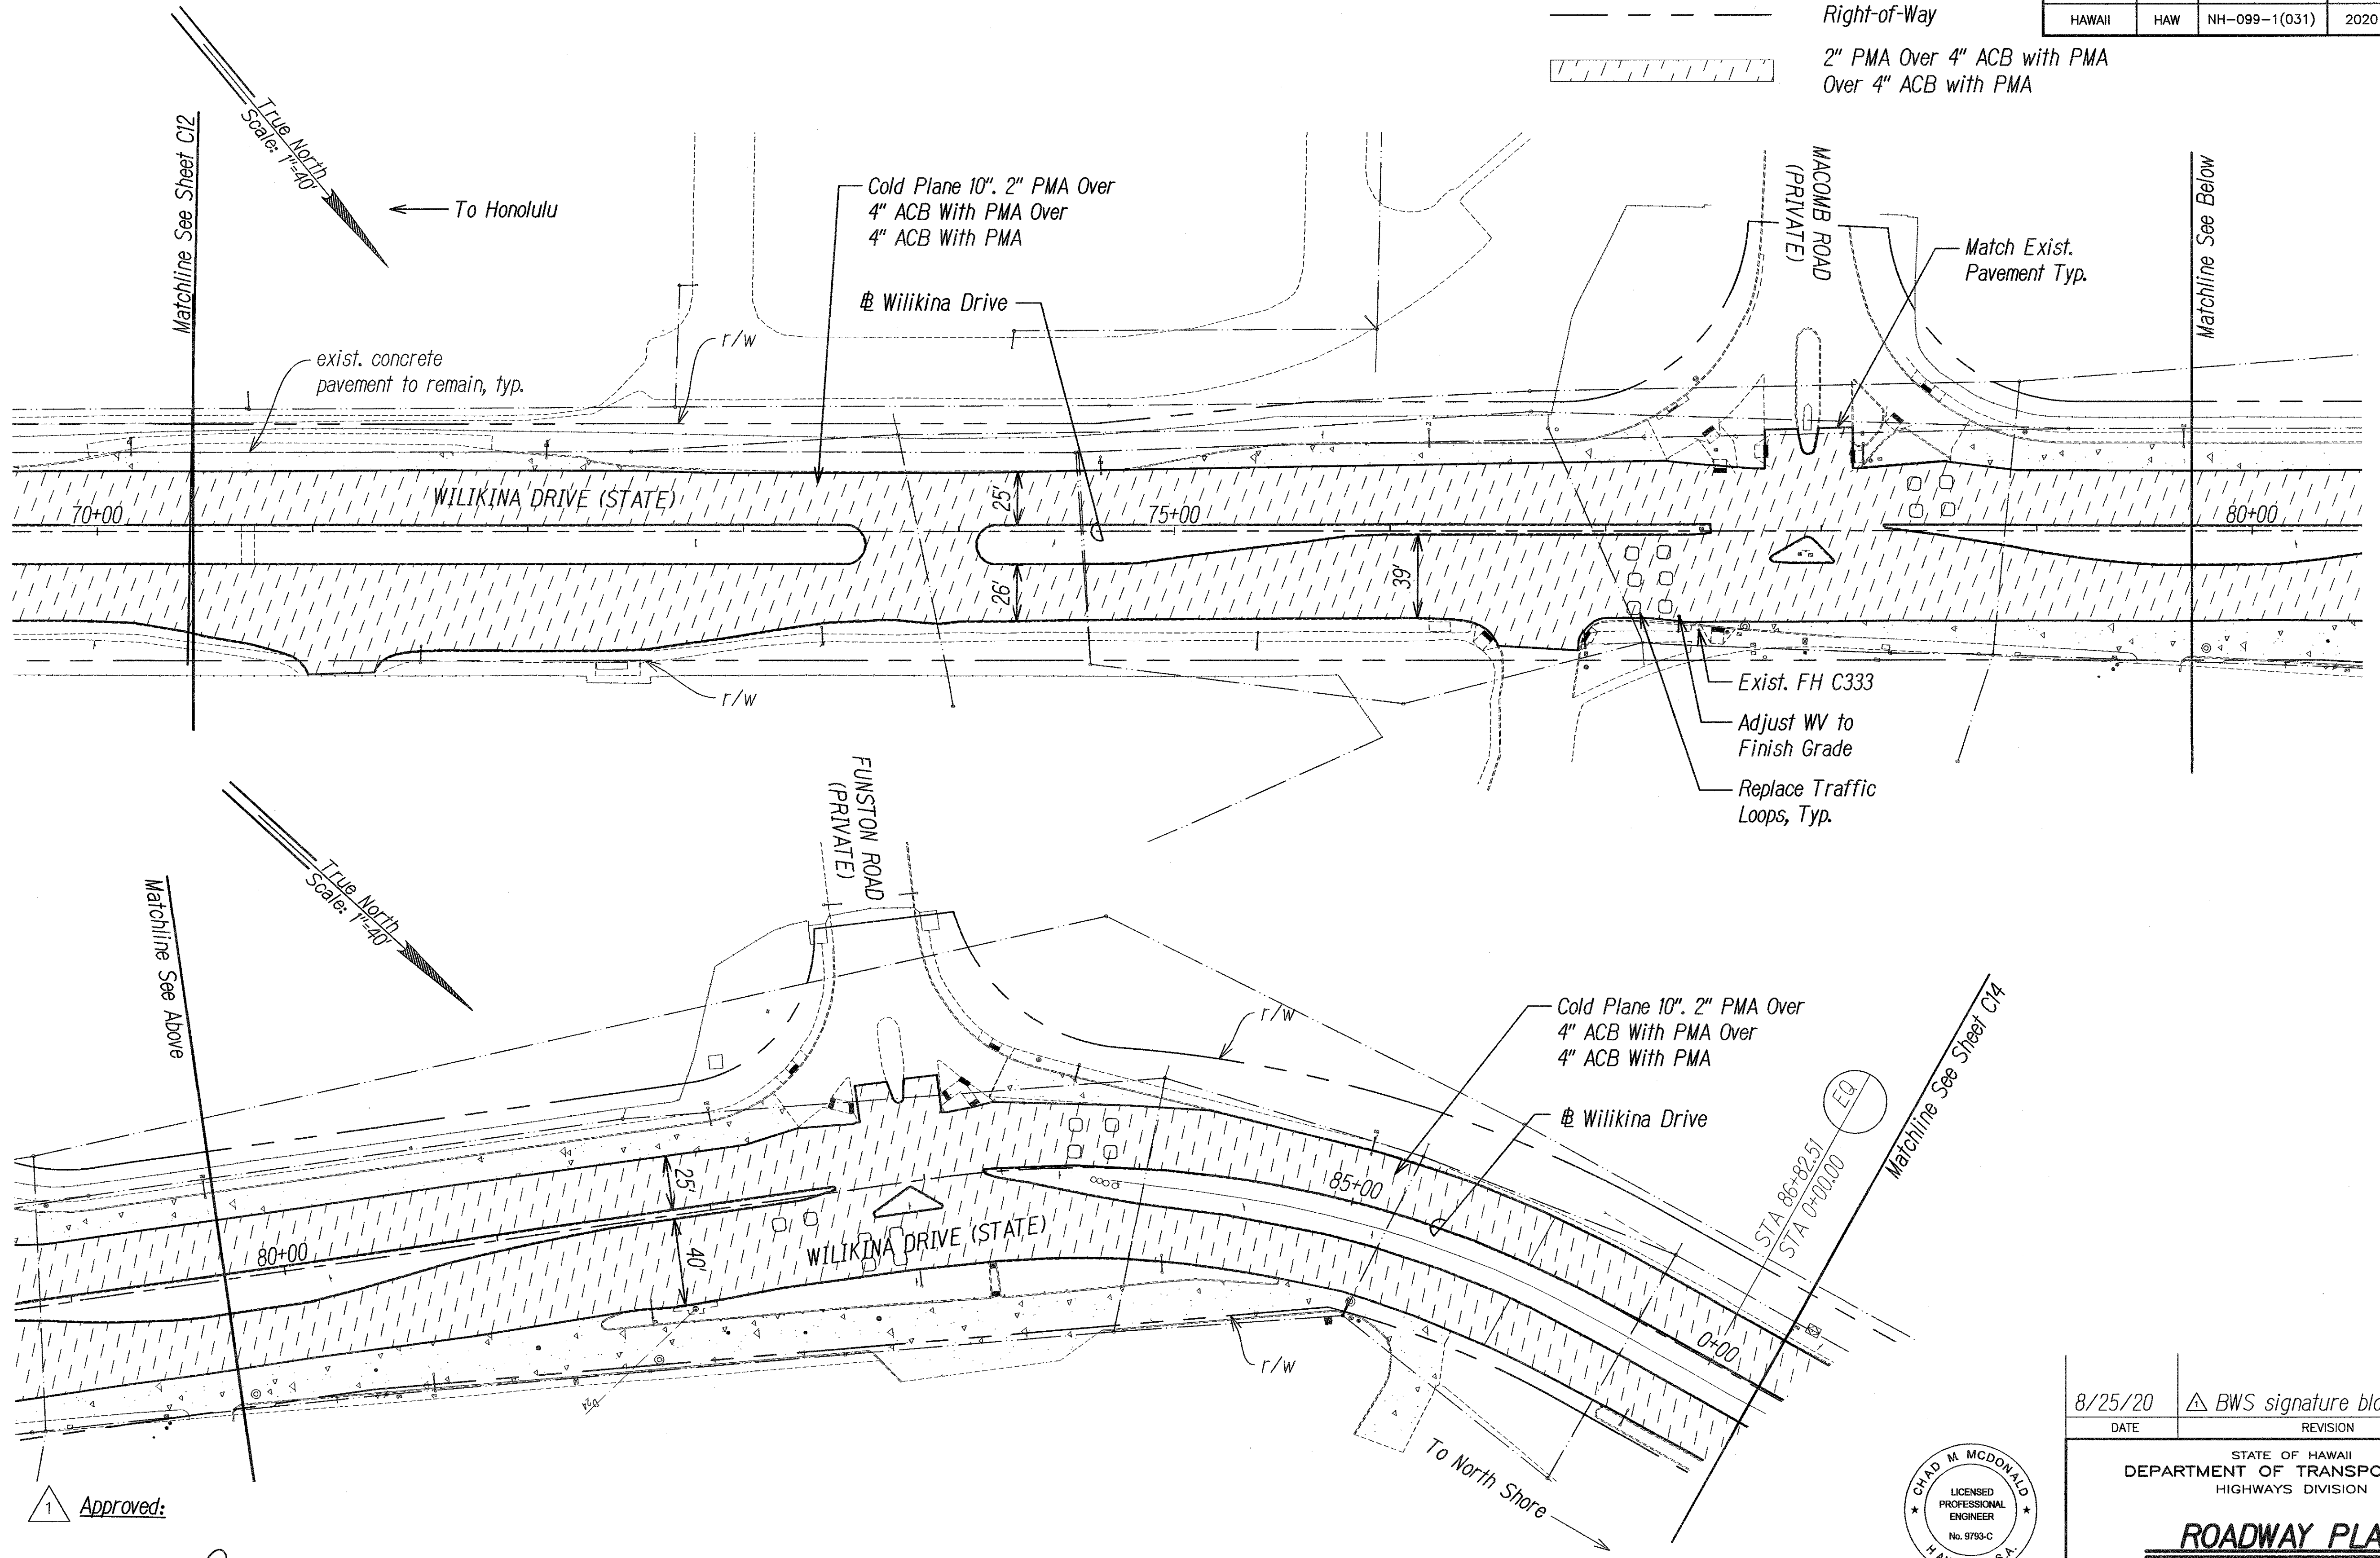 Right-of-Way
2" PMA Over 4" ACB with PMA
Over 4" ACB with PMA
HAWAII HAW NH-099-1(031) 2020
True North
Scale: 1"=40'
Matchline See Sheet C12
To Honolulu
Cold Plane 10". 2" PMA Over
4" ACB With PMA Over
4" ACB With PMA
℄ Wilikina Drive
MACOMB ROAD
(PRIVATE)
Match Exist.
Pavement Typ.
Matchline See Below
exist. concrete
pavement to remain, typ.
r/w
WILIKINA DRIVE (STATE)
70+00
25'
75+00
80+00
26'
39'
r/w
Exist. FH C333
Adjust WV to
Finish Grade
Replace Traffic
Loops, Typ.
FUNSTON ROAD
(PRIVATE)
True North
Scale: 1"=40'
Matchline See Above
r/w
Cold Plane 10". 2" PMA Over
4" ACB With PMA Over
4" ACB With PMA
℄ Wilikina Drive
EQ
STA 86+82.51
STA 0+00.00
Matchline See Sheet C14
25'
85+00
80+00
40'
WILIKINA DRIVE (STATE)
0+00
r/w
D24
To North Shore
1 Approved:
8/25/20 1 BWS signature blo
DATE REVISION
STATE OF HAWAII
DEPARTMENT OF TRANSPO
HIGHWAYS DIVISION
ROADWAY PLA
CHAD M MCDONALD
LICENSED
PROFESSIONAL
ENGINEER
No. 9793-C